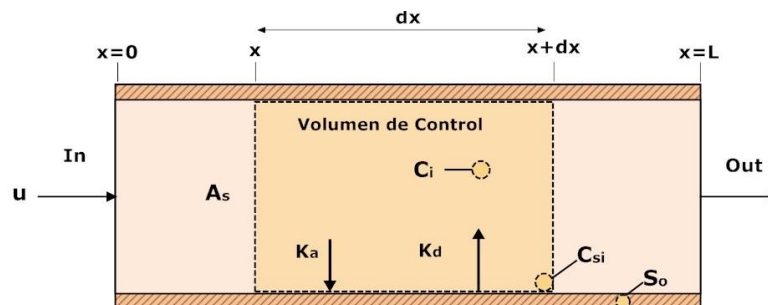 dx
x=0 x x+dx x=L
Volumen de Control
In
Ci
Out
u
As
Ka
Kd
Csi
So